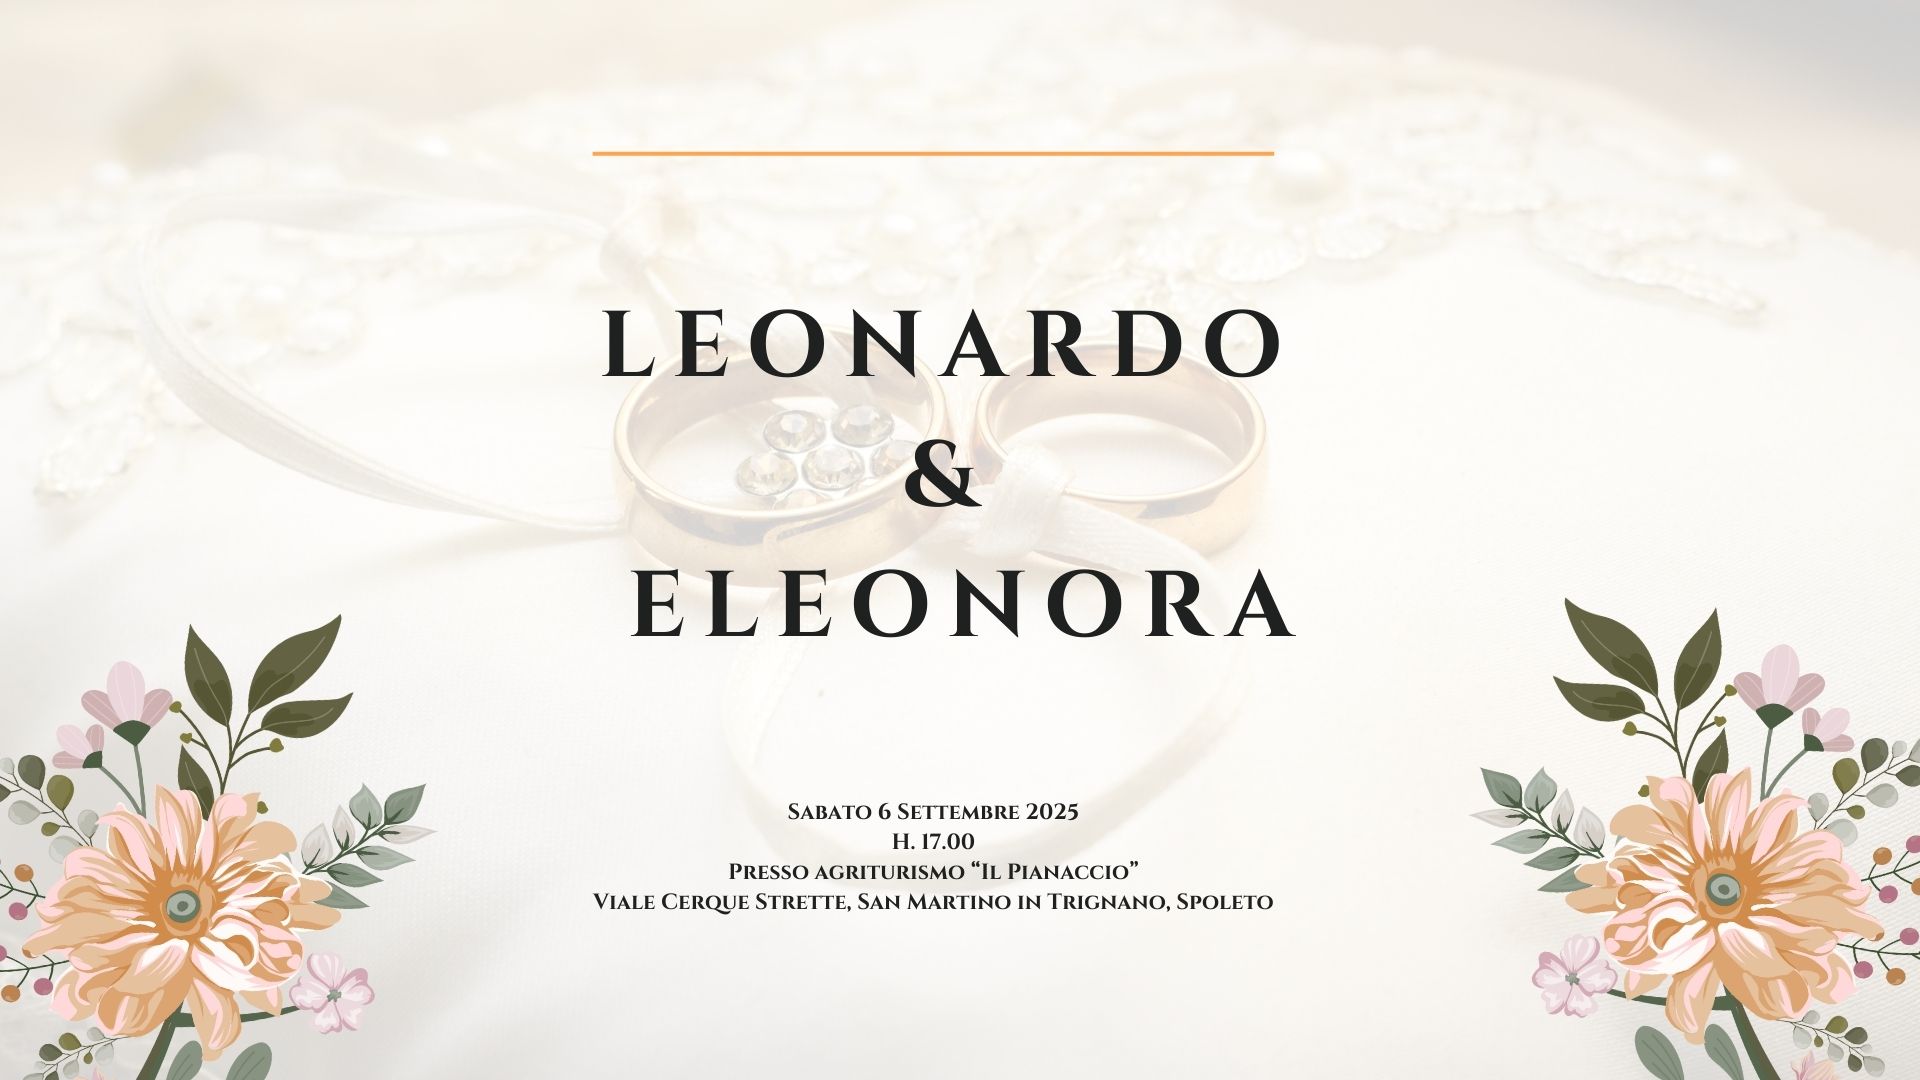 LEONARDO
&
ELEONORA
Sabato 6 Settembre 2025
H. 17.00
Presso agriturismo “Il Pianaccio”
Viale Cerque Strette, San Martino in Trignano, Spoleto